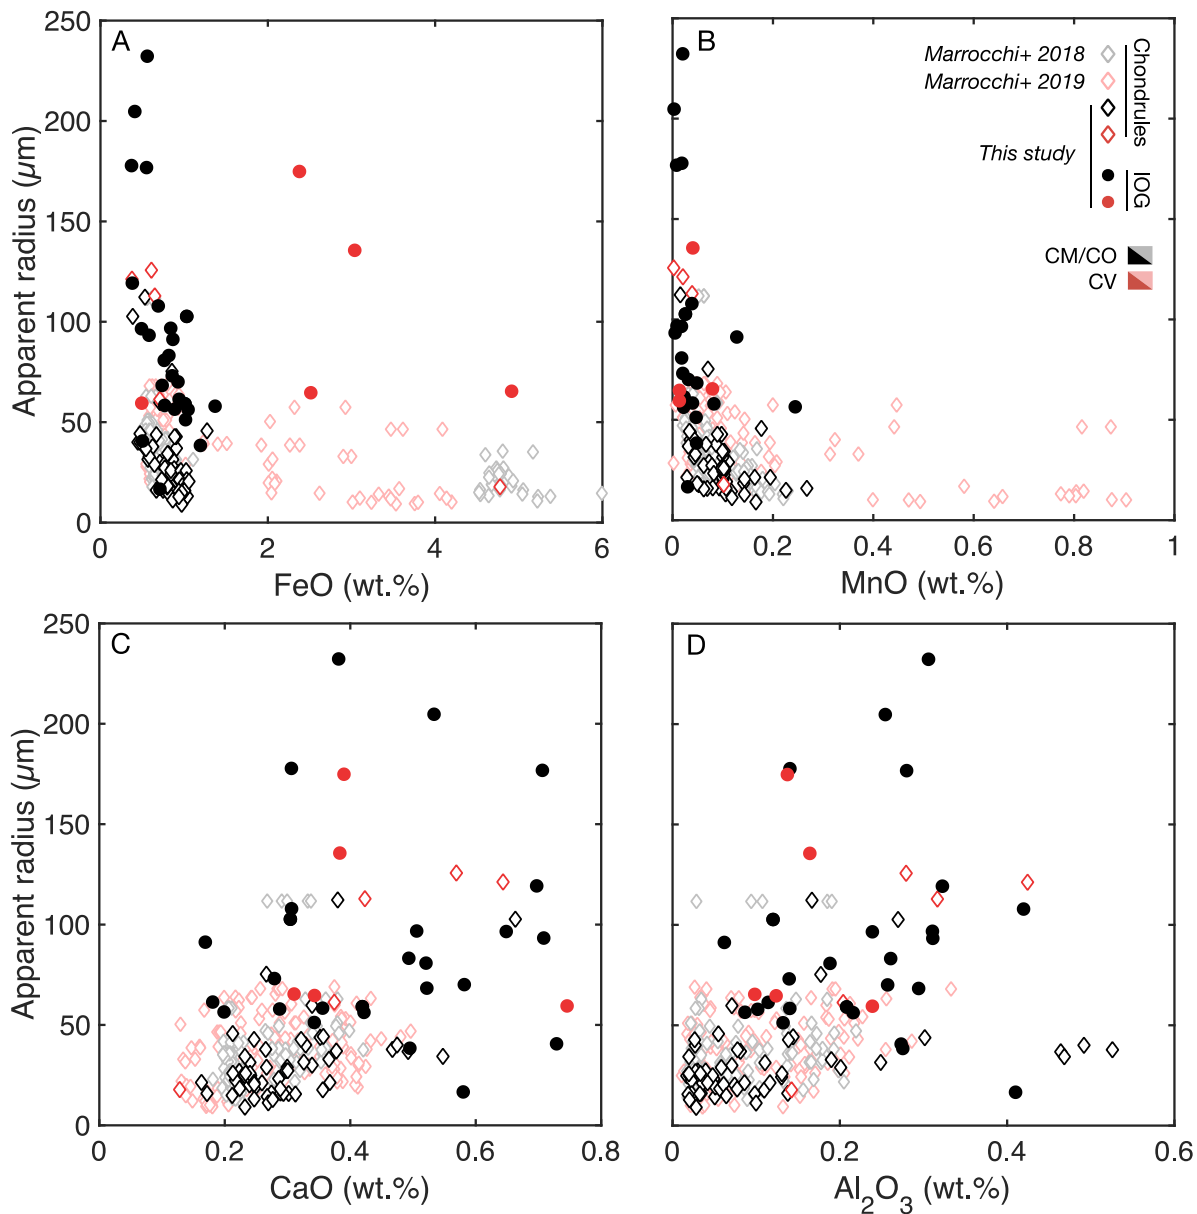 A
250
200
150
100
50
0
Apparent radius (μm)
0 2 4 6
FeO (wt.%)
B
Marrocchi+ 2018
Marrocchi+ 2019
This study
Chondrules
IOG
CM/CO
CV
0 0.2 0.4 0.6 0.8 1
MnO (wt.%)
C
250
200
150
100
50
0
Apparent radius (μm)
0 0.2 0.4 0.6 0.8
CaO (wt.%)
D
0 0.2 0.4 0.6
Al₂O₃ (wt.%)